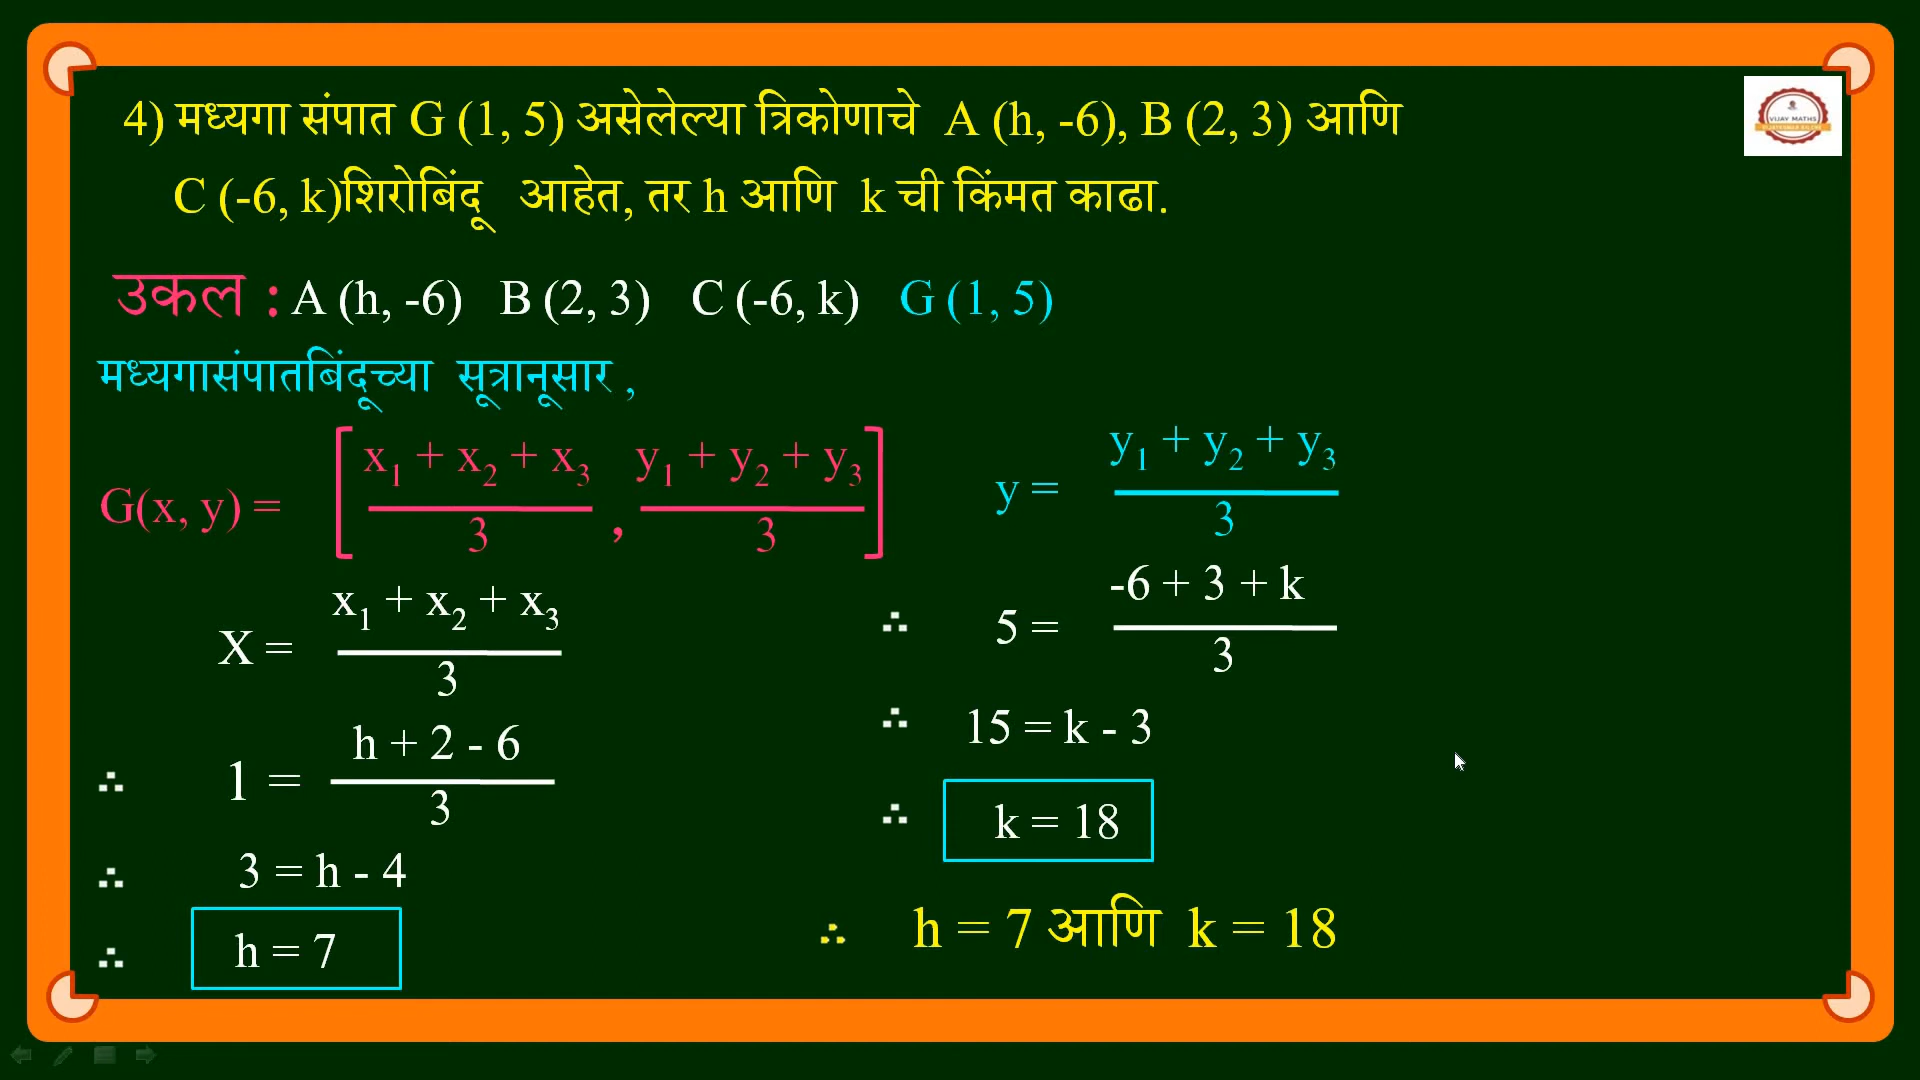 4) मध्यगा संपात G (1, 5) असेलेल्या त्रिकोणाचे A (h, -6), B (2, 3) आणि
C (-6, k)शिरोबिंदू आहेत, तर h आणि k ची किंमत काढा.
VIJAY MATHS
उकल : A (h, -6) B (2, 3) C (-6, k) G (1, 5)
मध्यगासंपातबिंदूच्या सूत्रानूसार ,
G(x, y) = [ x₁ + x₂ + x₃ / 3 , y₁ + y₂ + y₃ / 3 ]
X = x₁ + x₂ + x₃ / 3
∴ 1 = h + 2 - 6 / 3
∴ 3 = h - 4
∴ h = 7
y = y₁ + y₂ + y₃ / 3
∴ 5 = -6 + 3 + k / 3
∴ 15 = k - 3
∴ k = 18
∴ h = 7 आणि k = 18